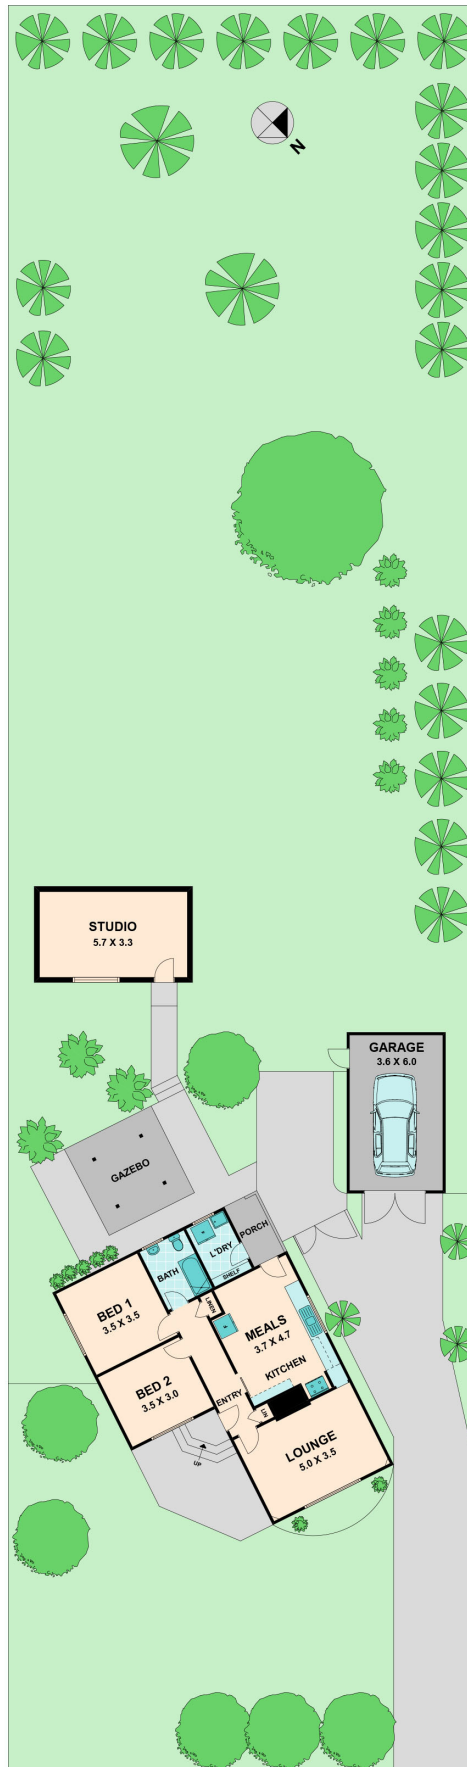 N
STUDIO
5.7 X 3.3
GARAGE
3.6 X 6.0
GAZEBO
PORCH
L'DRY
BATH
SHELF
BED 1
3.5 X 3.5
LINEN
MEALS
3.7 X 4.7
KITCHEN
BED 2
3.5 X 3.0
ENTRY
UP
LOUNGE
5.0 X 3.5